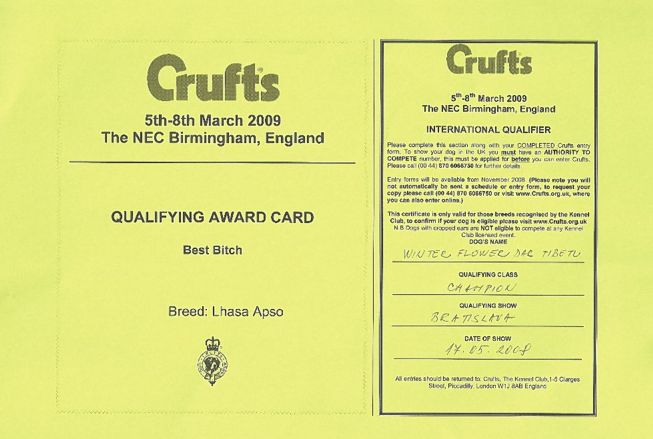 Crufts
5th-8th March 2009
The NEC Birmingham, England
QUALIFYING AWARD CARD
Best Bitch
Breed: Lhasa Apso
Crufts
5th-8th March 2009
The NEC Birmingham, England
INTERNATIONAL QUALIFIER
Please complete this section along with your COMPLETED Crufts entry
form. To show your dog in the UK you must have an AUTHORITY TO
COMPETE number, this must be applied for before you can enter Crufts.
Please call (00 44) 870 6066750 for further details.
Entry forms will be available from November 2008. (Please note you will
not automatically be sent a schedule or entry form, to request your
copy please call (00 44) 870 6066750 or visit www.Crufts.org.uk, where
you can also enter online.)
This certificate is only valid for those breeds recognised by the Kennel
Club, to confirm if your dog is eligible please visit www.Crufts.org.uk
N.B Dogs with cropped ears are NOT eligible to compete at any Kennel
Club licensed event.
DOG'S NAME
WINTER FLOWER DAR TIBETU
QUALIFYING CLASS
CHAMPION
QUALIFYING SHOW
BRATISLAVA
DATE OF SHOW
17.05.2008
All entries should be returned to: Crufts, The Kennel Club,1-5 Clarges
Street, Piccadilly, London W1J 8AB England